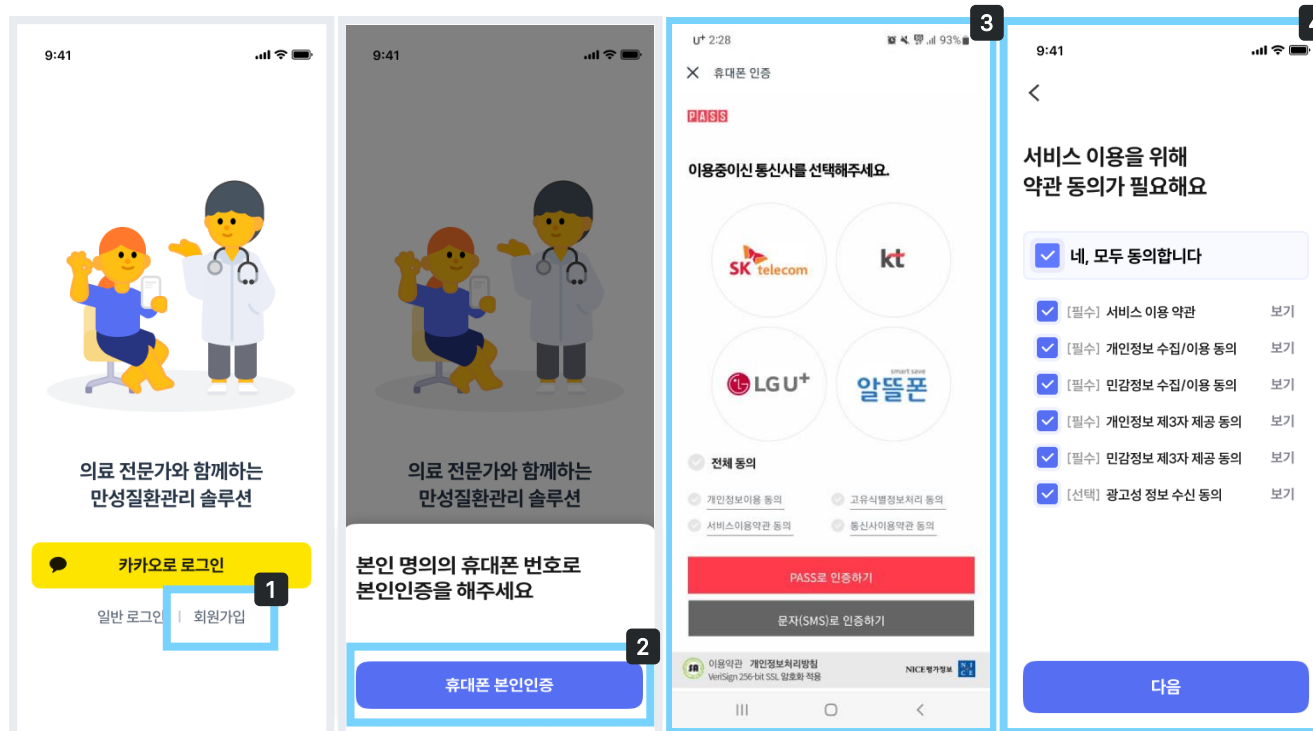 9:41
의료 전문가와 함께하는
만성질환관리 솔루션
카카오로 로그인
1
일반 로그인 | 회원가입
9:41
의료 전문가와 함께하는
만성질환관리 솔루션
본인 명의의 휴대폰 번호로
본인인증을 해주세요
2
휴대폰 본인인증
3
U+ 2:28
93%
휴대폰 인증
PASS
이용중이신 통신사를 선택해주세요.
SK telecom
kt
LG U+
smart save
알뜰폰
전체 동의
개인정보이용 동의
고유식별정보처리 동의
서비스이용약관 동의
통신사이용약관 동의
PASS로 인증하기
문자(SMS)로 인증하기
이용약관 개인정보처리방침
VeriSign 256-bit SSL 암호화 적용
NICE평가정보
NICE
4
9:41
서비스 이용을 위해
약관 동의가 필요해요
네, 모두 동의합니다
[필수] 서비스 이용 약관 보기
[필수] 개인정보 수집/이용 동의 보기
[필수] 민감정보 수집/이용 동의 보기
[필수] 개인정보 제3자 제공 동의 보기
[필수] 민감정보 제3자 제공 동의 보기
[선택] 광고성 정보 수신 동의 보기
다음